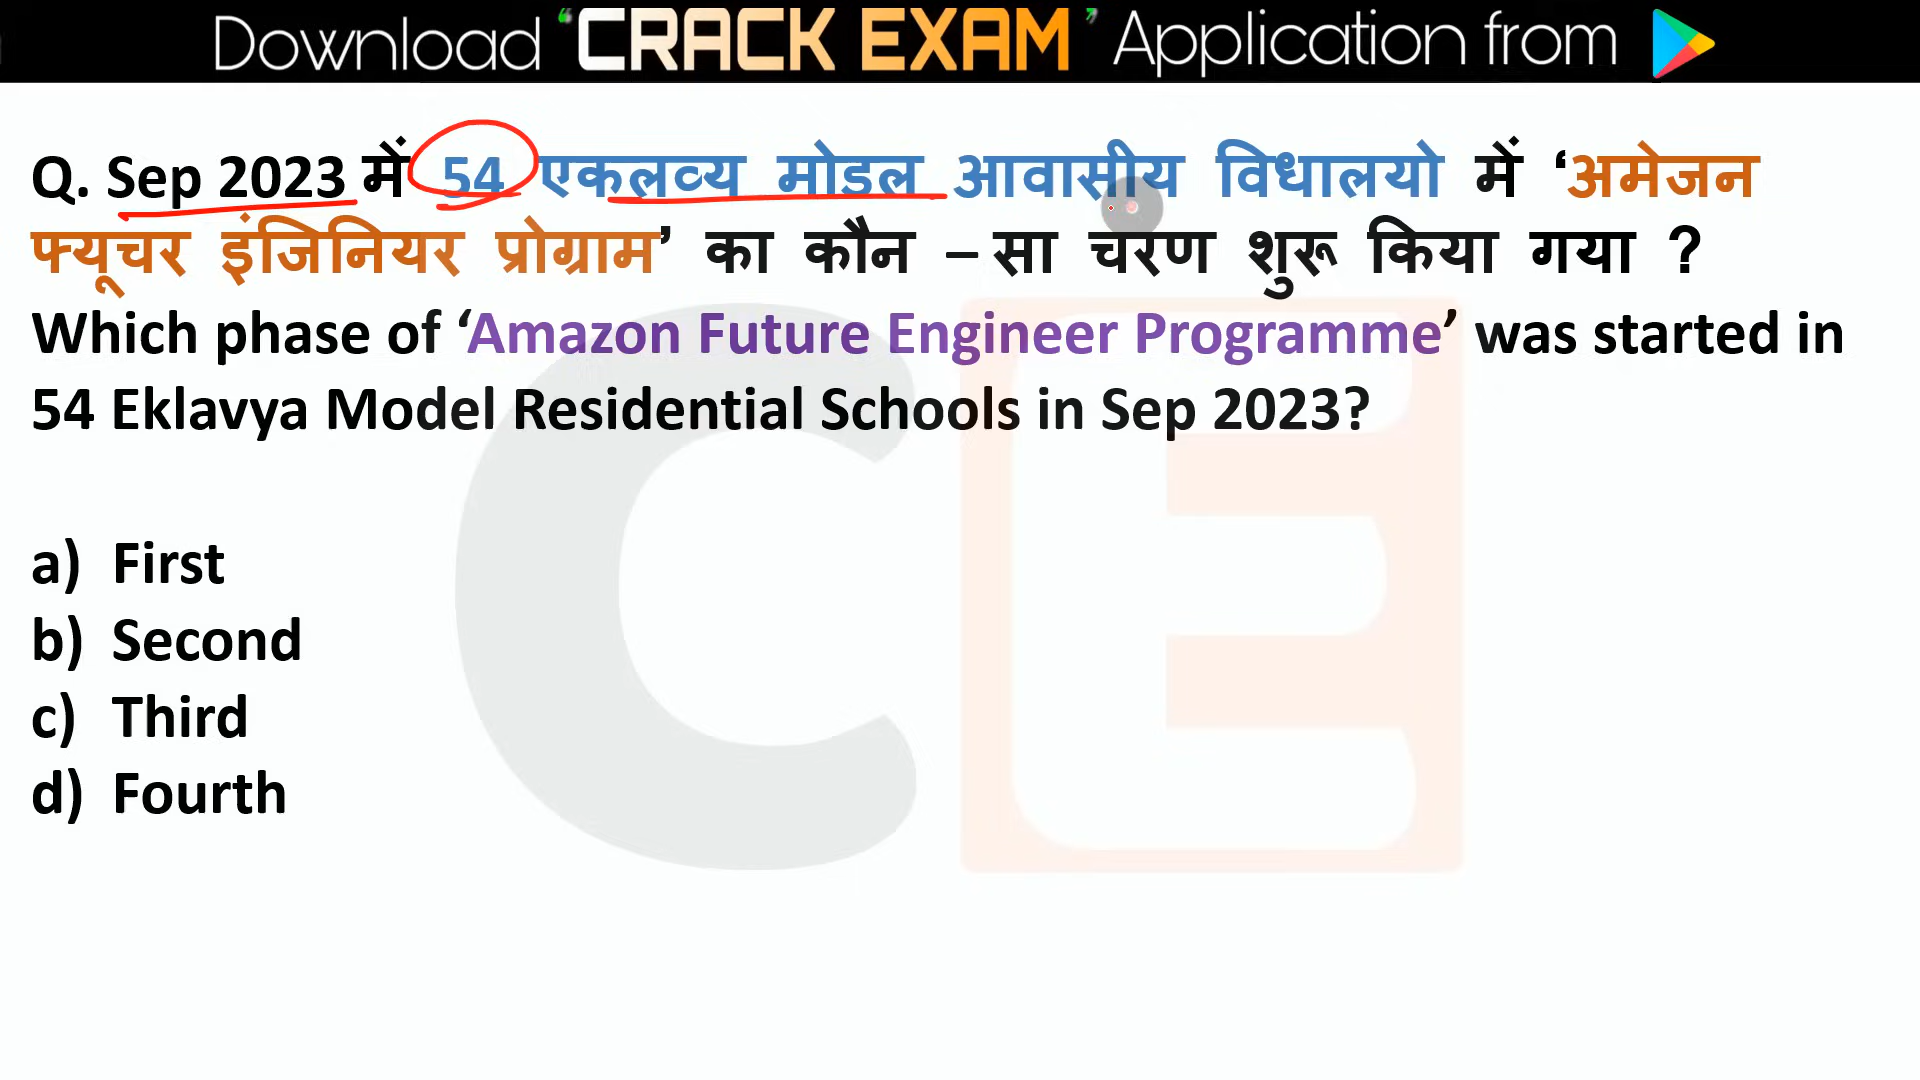 Download ‘CRACK EXAM’ Application from
Q. Sep 2023 में 54 एकलव्य मोडल आवासीय विधालयो में ‘अमेजन
फ्यूचर इंजिनियर प्रोग्राम’ का कौन – सा चरण शुरू किया गया ?
Which phase of ‘Amazon Future Engineer Programme’ was started in
54 Eklavya Model Residential Schools in Sep 2023?
a) First
b) Second
c) Third
d) Fourth
CE